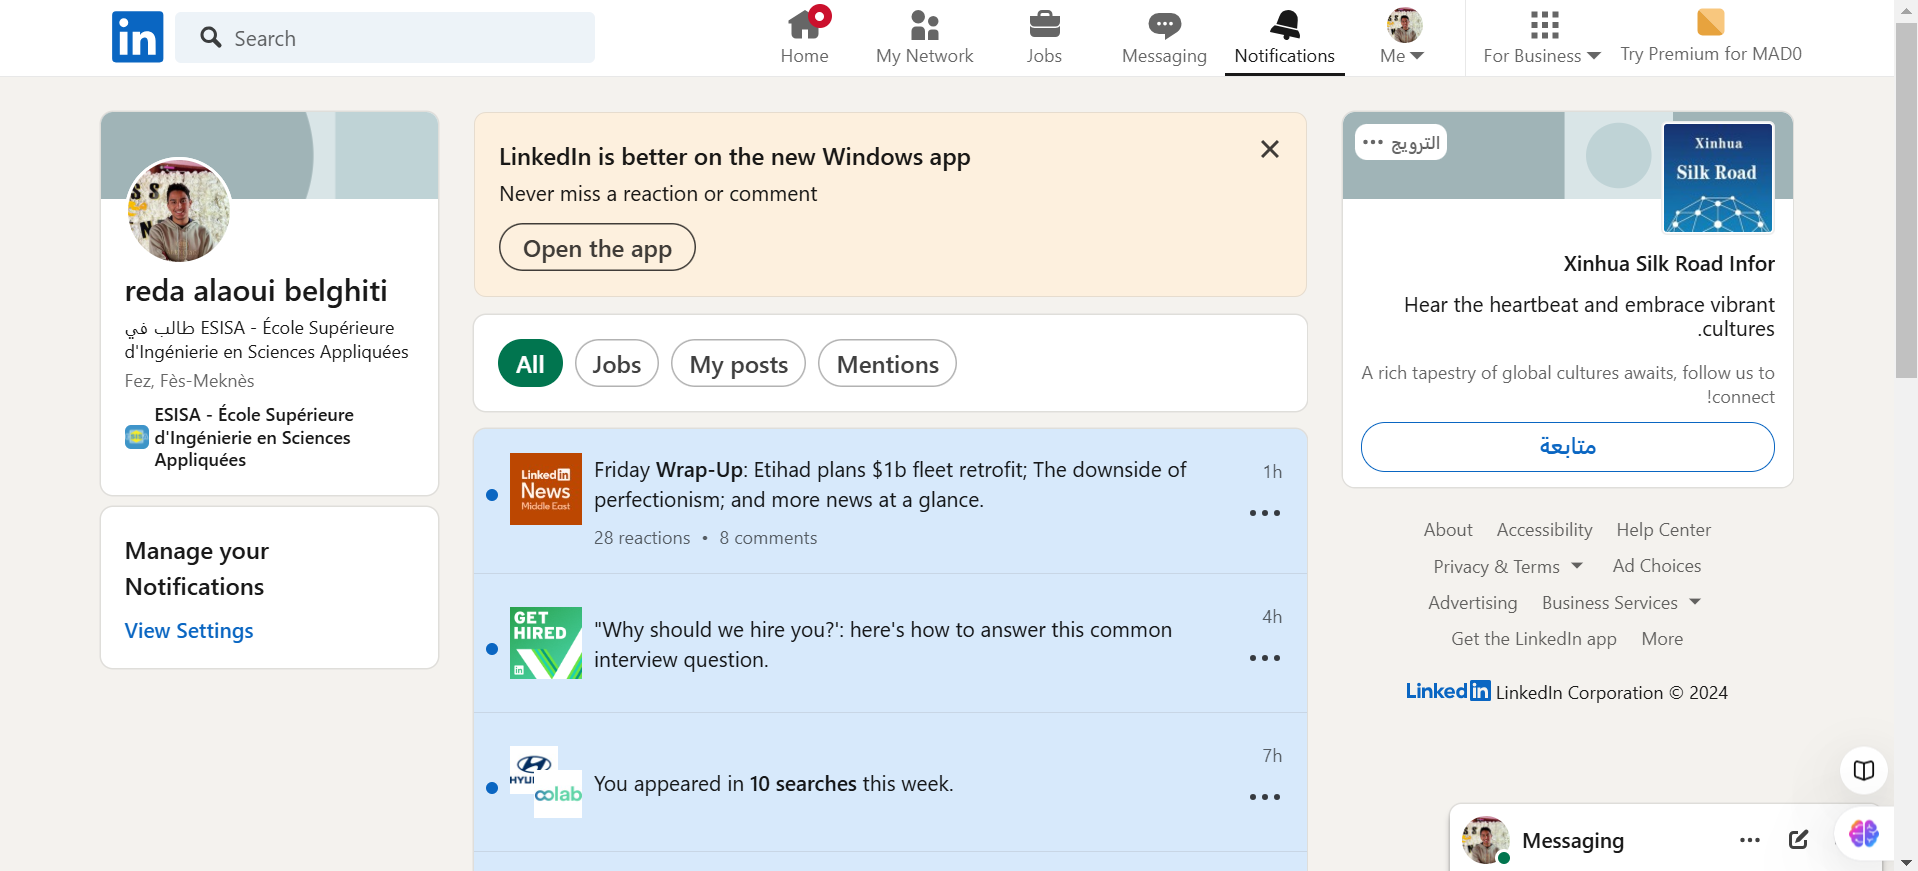 in
Search
Home
My Network
Jobs
Messaging
Notifications
Me
For Business
Try Premium for MAD0
reda alaoui belghiti
طالب في ESISA - École Supérieure
d'Ingénierie en Sciences Appliquées
Fez, Fès-Meknès
ESISA - École Supérieure
d'Ingénierie en Sciences
Appliquées
Manage your
Notifications
View Settings
LinkedIn is better on the new Windows app
Never miss a reaction or comment
Open the app
All
Jobs
My posts
Mentions
Linked in
News
Middle East
Friday Wrap-Up: Etihad plans $1b fleet retrofit; The downside of
perfectionism; and more news at a glance.
28 reactions • 8 comments
1h
GET
HIRED
in
"Why should we hire you?': here's how to answer this common
interview question.
4h
HYU
oolab
You appeared in 10 searches this week.
7h
الترويج
Xinhua
Silk Road
Xinhua Silk Road Infor
Hear the heartbeat and embrace vibrant
.cultures
A rich tapestry of global cultures awaits, follow us to
!connect
متابعة
About
Accessibility
Help Center
Privacy & Terms
Ad Choices
Advertising
Business Services
Get the LinkedIn app
More
Linked in LinkedIn Corporation © 2024
Messaging